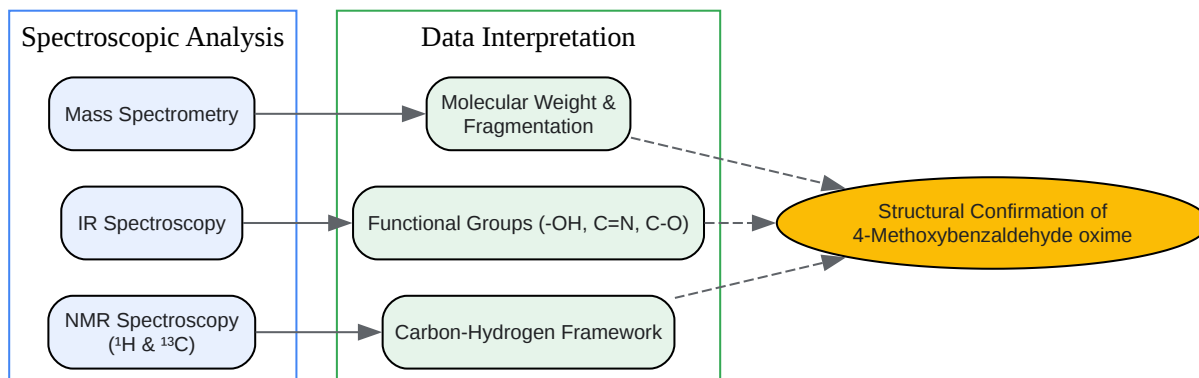 Spectroscopic Analysis
Data Interpretation
Mass Spectrometry
Molecular Weight &
Fragmentation
IR Spectroscopy
Functional Groups (-OH, C=N, C-O)
Structural Confirmation of
4-Methoxybenzaldehyde oxime
NMR Spectroscopy
(¹H & ¹³C)
Carbon-Hydrogen Framework